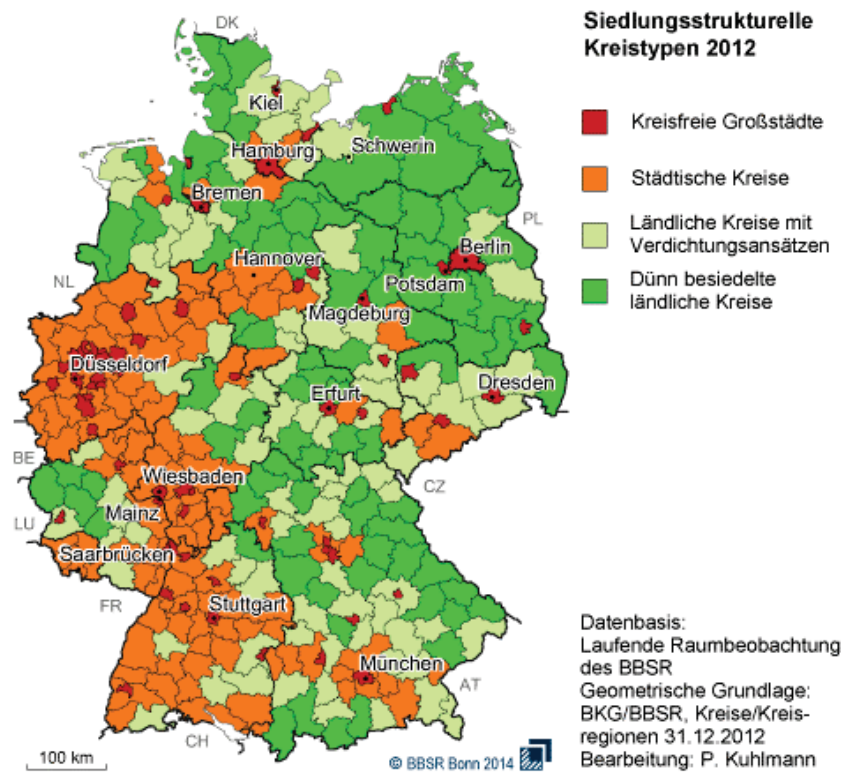 Siedlungsstrukturelle
Kreistypen 2012
Kreisfreie Großstädte
Städtische Kreise
Ländliche Kreise mit
Verdichtungsansätzen
Dünn besiedelte
ländliche Kreise
DK
Kiel
Hamburg
Schwerin
Bremen
PL
Berlin
Hannover
NL
Potsdam
Magdeburg
Düsseldorf
Dresden
Erfurt
BE
Wiesbaden
CZ
Mainz
LU
Saarbrücken
FR
Stuttgart
München
AT
CH
100 km
© BBSR Bonn 2014
Datenbasis:
Laufende Raumbeobachtung
des BBSR
Geometrische Grundlage:
BKG/BBSR, Kreise/Kreis-
regionen 31.12.2012
Bearbeitung: P. Kuhlmann